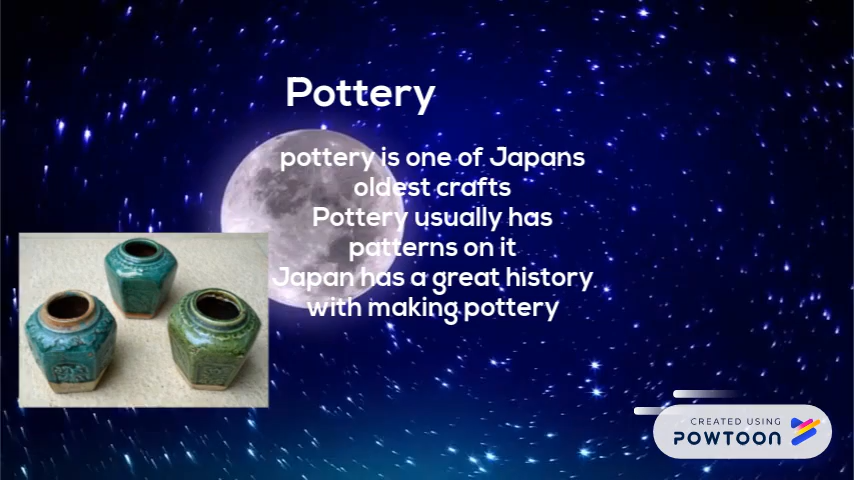 Pottery
pottery is one of Japans
oldest crafts
Pottery usually has
patterns on it
Japan has a great history
with making pottery
CREATED USING
POWTOON